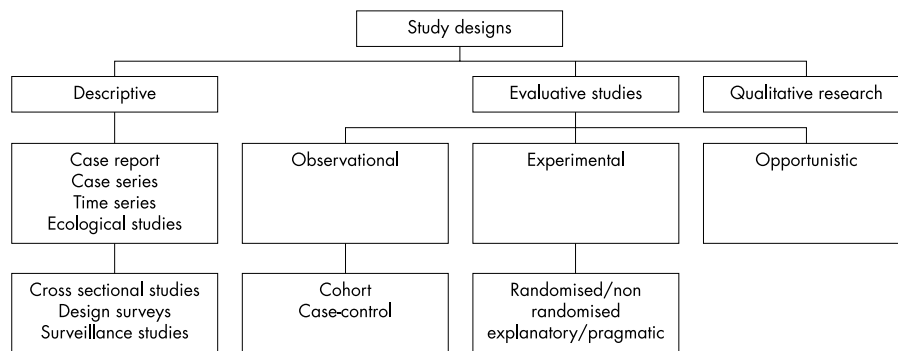 Study designs
Descriptive
Evaluative studies
Qualitative research
Case report
Case series
Time series
Ecological studies
Observational
Experimental
Opportunistic
Cross sectional studies
Design surveys
Surveillance studies
Cohort
Case-control
Randomised/non
randomised
explanatory/pragmatic